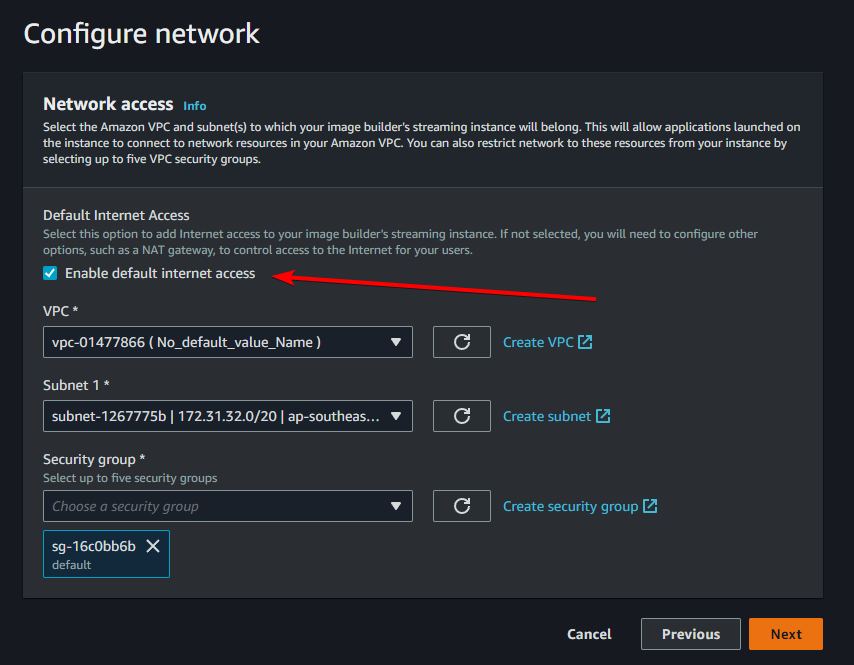 Configure network
Network access Info
Select the Amazon VPC and subnet(s) to which your image builder's streaming instance will belong. This will allow applications launched on
the instance to connect to network resources in your Amazon VPC. You can also restrict network to these resources from your instance by
selecting up to five VPC security groups.
Default Internet Access
Select this option to add Internet access to your image builder's streaming instance. If not selected, you will need to configure other
options, such as a NAT gateway, to control access to the Internet for your users.
Enable default internet access
VPC *
vpc-01477866 ( No_default_value_Name )
Create VPC
Subnet 1 *
subnet-1267775b | 172.31.32.0/20 | ap-southeas...
Create subnet
Security group *
Select up to five security groups
Choose a security group
Create security group
sg-16c0bb6b
default
Cancel Previous Next